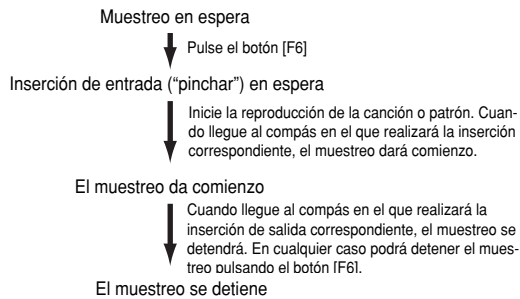 Muestreo en espera
Pulse el botón [F6]
Inserción de entrada (“pinchar”) en espera
Inicie la reproducción de la canción o patrón. Cuan-
do llegue al compás en el que realizará la inserción
correspondiente, el muestreo dará comienzo.
El muestreo da comienzo
Cuando llegue al compás en el que realizará la
inserción de salida correspondiente, el muestreo se
detendrá. En cualquier caso podrá detener el mues-
treo pulsando el botón [F6].
El muestreo se detiene